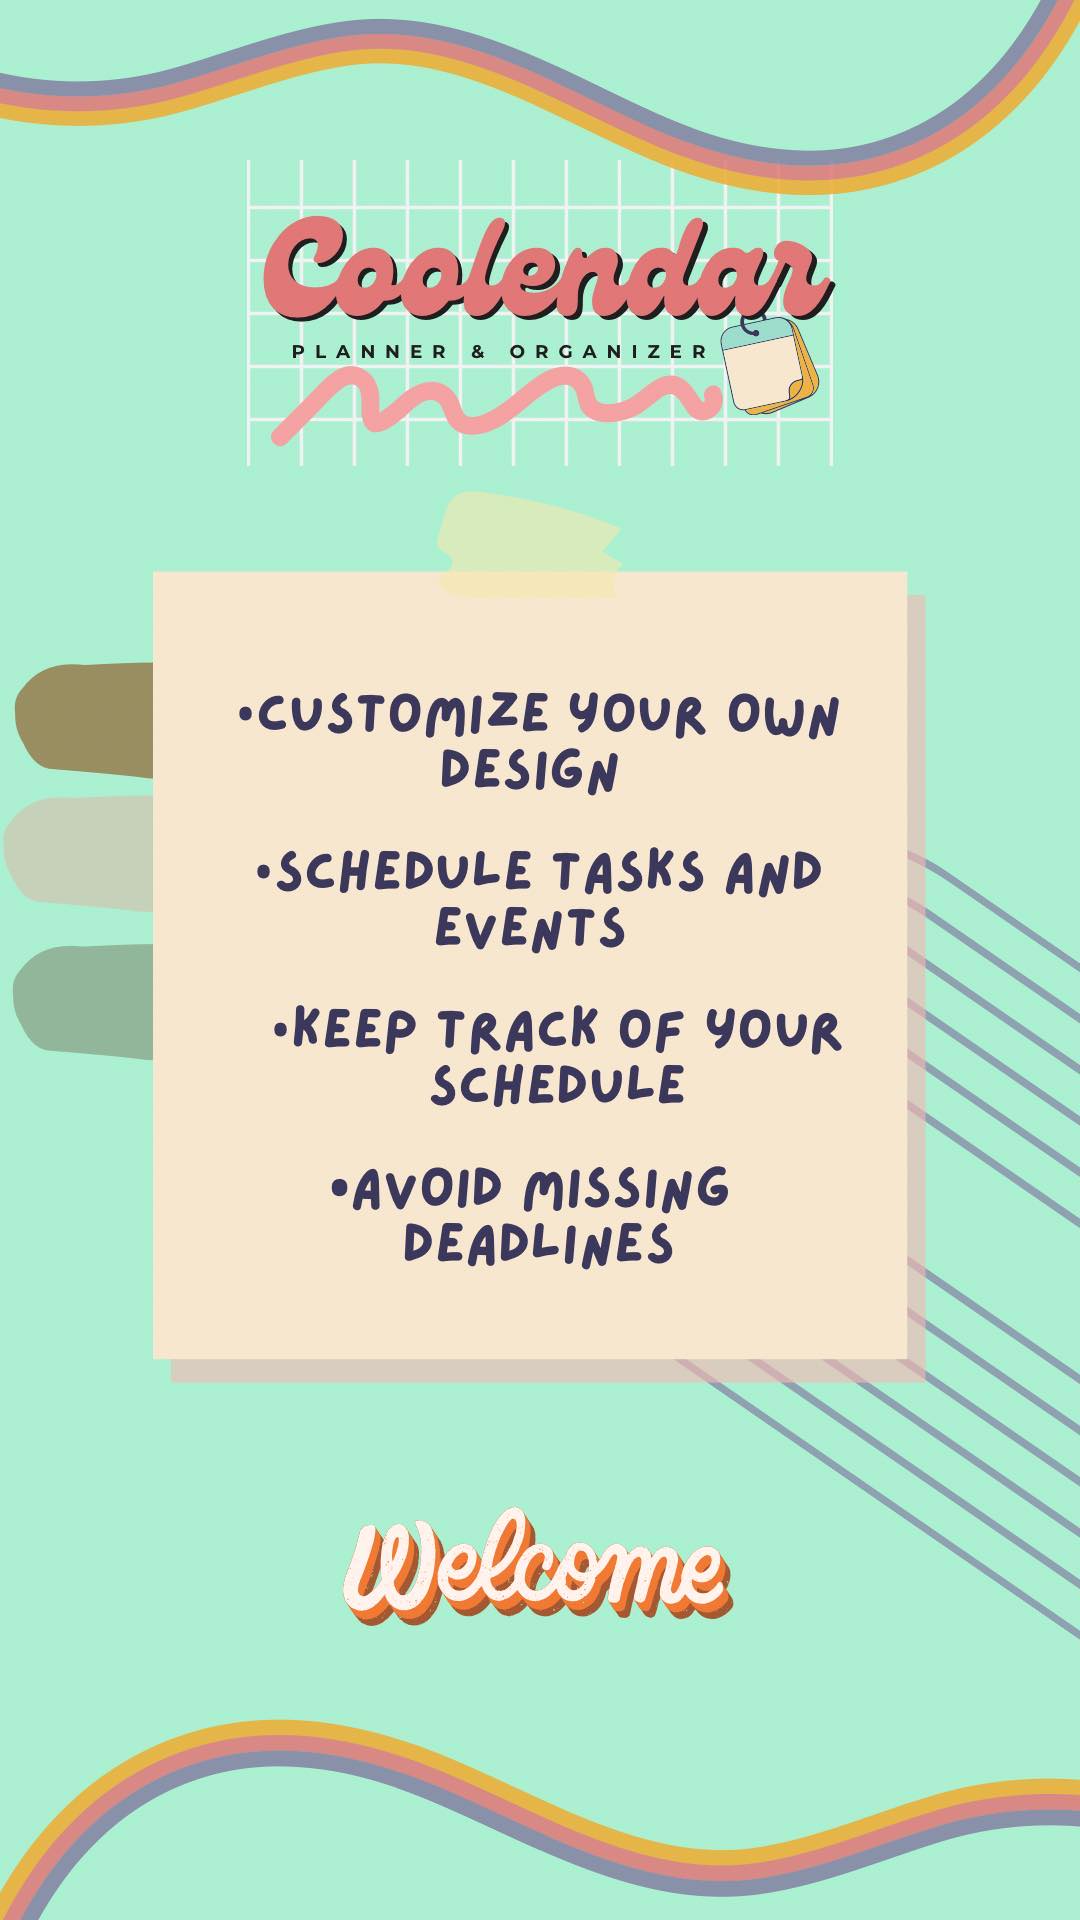 Coolendar
PLANNER & ORGANIZER
•CUSTOMIZE YOUR OWN
DESIGN
•SCHEDULE TASKS AND
EVENTS
•KEEP TRACK OF YOUR
SCHEDULE
•AVOID MISSING
DEADLINES
Welcome